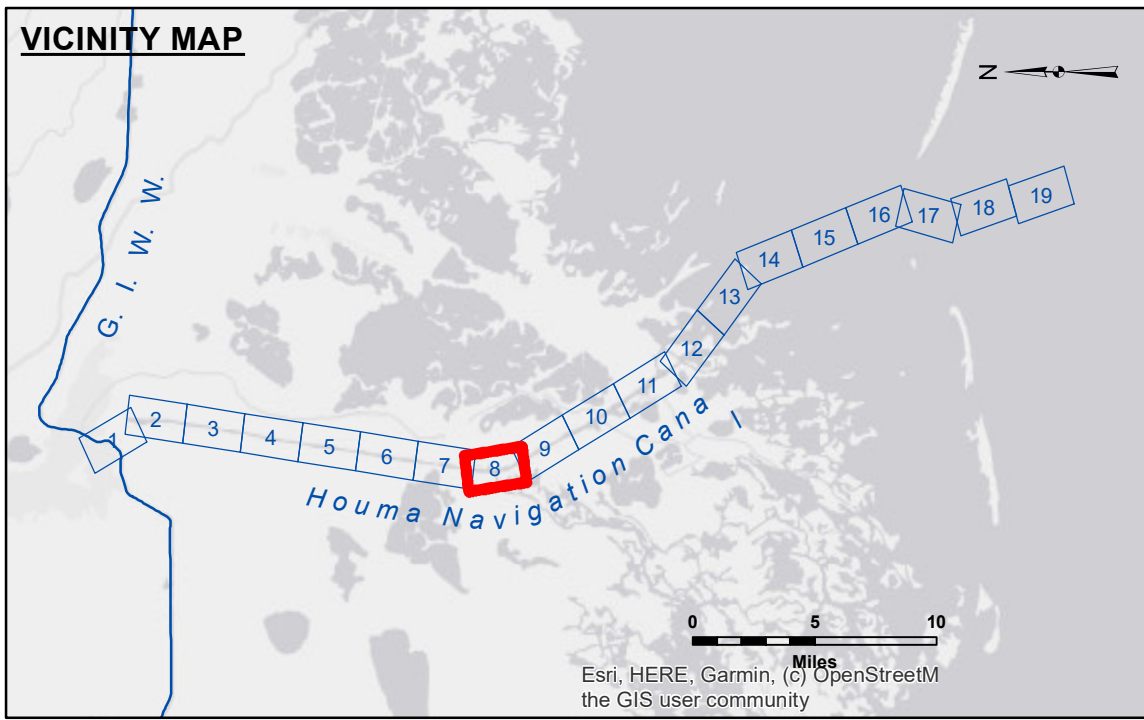 VICINITY MAP
N
G. I. W. W.
1
2
3
4
5
6
7
8
9
10
11
12
13
14
15
16
17
18
19
Houma Navigation Canal
0 5 10
Miles
Esri, HERE, Garmin, (c) OpenStreetM
the GIS user community